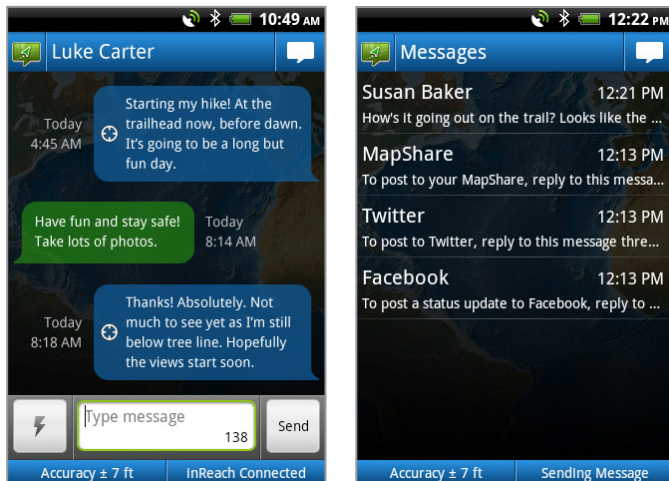 10:49 AM
Luke Carter
Today
4:45 AM
Starting my hike! At the
trailhead now, before dawn.
It's going to be a long but
fun day.
Have fun and stay safe!
Take lots of photos.
Today
8:14 AM
Today
8:18 AM
Thanks! Absolutely. Not
much to see yet as I'm still
below tree line. Hopefully
the views start soon.
Type message
138
Send
Accuracy ± 7 ft
inReach Connected
12:22 PM
Messages
Susan Baker
12:21 PM
How's it going out on the trail? Looks like the ...
MapShare
12:13 PM
To post to your MapShare, reply to this messa...
Twitter
12:13 PM
To post to Twitter, reply to this message thre...
Facebook
12:13 PM
To post a status update to Facebook, reply to ...
Accuracy ± 7 ft
Sending Message